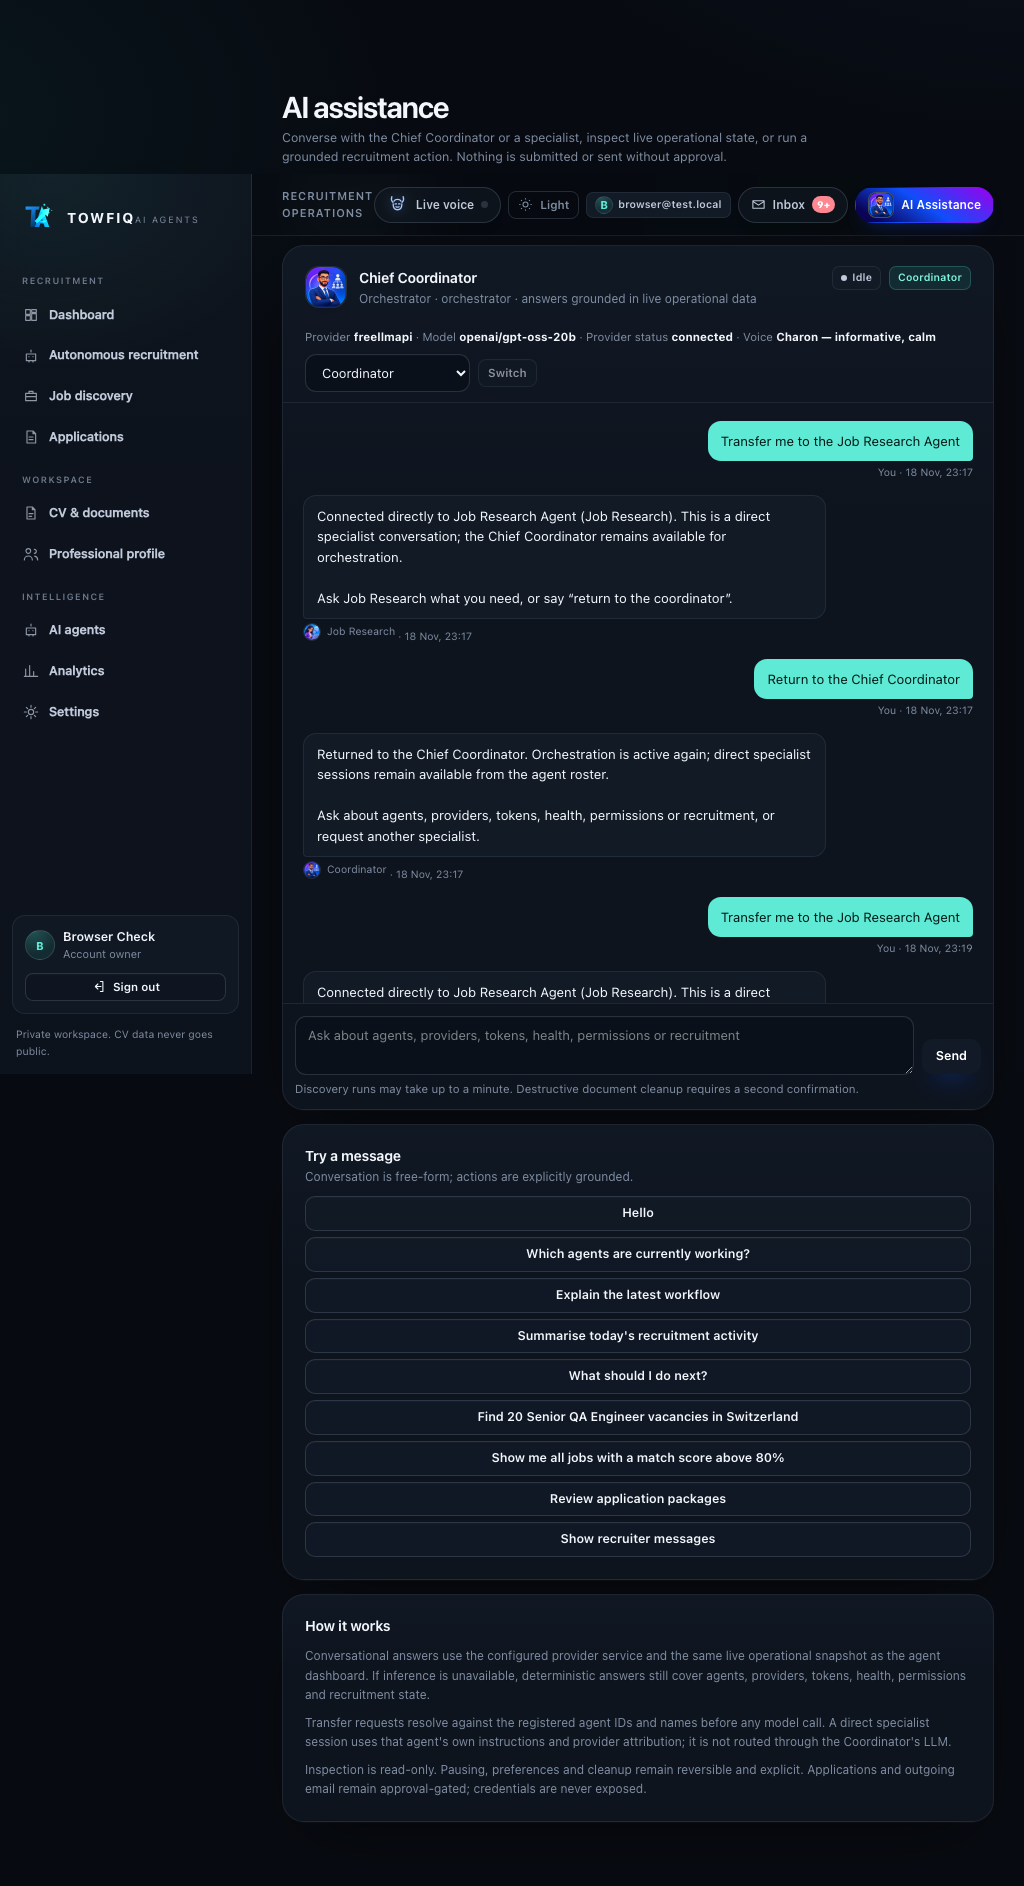 AI assistance
Converse with the Chief Coordinator or a specialist, inspect live operational state, or run a
grounded recruitment action. Nothing is submitted or sent without approval.
TOWFIQ AI AGENTS
RECRUITMENT
Dashboard
Autonomous recruitment
Job discovery
Applications
WORKSPACE
CV & documents
Professional profile
INTELLIGENCE
AI agents
Analytics
Settings
B
Browser Check
Account owner
Sign out
Private workspace. CV data never goes
public.
RECRUITMENT
OPERATIONS
Live voice
Light
B browser@test.local
Inbox 9+
AI Assistance
Chief Coordinator
Orchestrator · orchestrator · answers grounded in live operational data
Idle
Coordinator
Provider freellmapi · Model openai/gpt-oss-20b · Provider status connected · Voice Charon — informative, calm
Coordinator
Switch
Transfer me to the Job Research Agent
You · 18 Nov, 23:17
Connected directly to Job Research Agent (Job Research). This is a direct
specialist conversation; the Chief Coordinator remains available for
orchestration.
Ask Job Research what you need, or say “return to the coordinator”.
Job Research · 18 Nov, 23:17
Return to the Chief Coordinator
You · 18 Nov, 23:17
Returned to the Chief Coordinator. Orchestration is active again; direct specialist
sessions remain available from the agent roster.
Ask about agents, providers, tokens, health, permissions or recruitment, or
request another specialist.
Coordinator · 18 Nov, 23:17
Transfer me to the Job Research Agent
You · 18 Nov, 23:19
Connected directly to Job Research Agent (Job Research). This is a direct
Ask about agents, providers, tokens, health, permissions or recruitment
Send
Discovery runs may take up to a minute. Destructive document cleanup requires a second confirmation.
Try a message
Conversation is free-form; actions are explicitly grounded.
Hello
Which agents are currently working?
Explain the latest workflow
Summarise today's recruitment activity
What should I do next?
Find 20 Senior QA Engineer vacancies in Switzerland
Show me all jobs with a match score above 80%
Review application packages
Show recruiter messages
How it works
Conversational answers use the configured provider service and the same live operational snapshot as the agent
dashboard. If inference is unavailable, deterministic answers still cover agents, providers, tokens, health, permissions
and recruitment state.
Transfer requests resolve against the registered agent IDs and names before any model call. A direct specialist
session uses that agent's own instructions and provider attribution; it is not routed through the Coordinator's LLM.
Inspection is read-only. Pausing, preferences and cleanup remain reversible and explicit. Applications and outgoing
email remain approval-gated; credentials are never exposed.